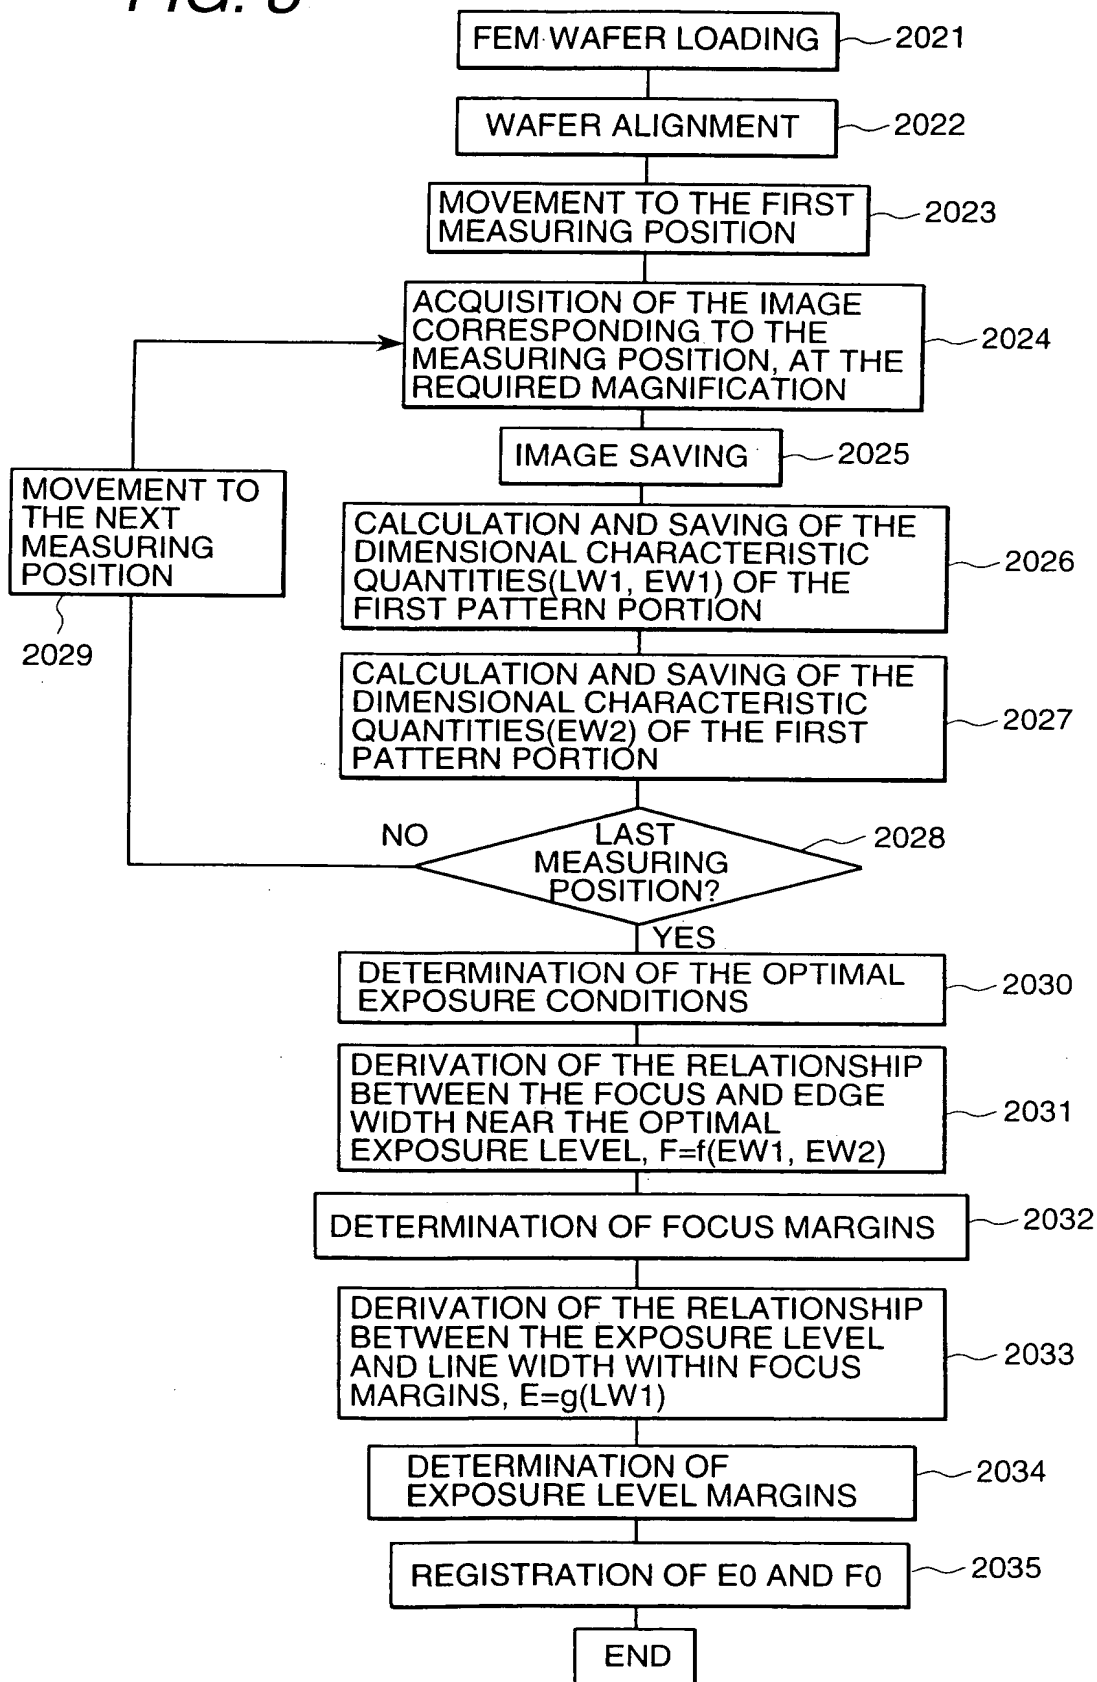 FEM WAFER LOADING
2021
WAFER ALIGNMENT
2022
MOVEMENT TO THE FIRST
MEASURING POSITION
2023
ACQUISITION OF THE IMAGE
CORRESPONDING TO THE
MEASURING POSITION, AT THE
REQUIRED MAGNIFICATION
2024
IMAGE SAVING
2025
MOVEMENT TO
THE NEXT
MEASURING
POSITION
2029
CALCULATION AND SAVING OF THE
DIMENSIONAL CHARACTERISTIC
QUANTITIES(LW1, EW1) OF THE
FIRST PATTERN PORTION
2026
CALCULATION AND SAVING OF THE
DIMENSIONAL CHARACTERISTIC
QUANTITIES(EW2) OF THE FIRST
PATTERN PORTION
2027
NO
LAST
MEASURING
POSITION?
2028
YES
DETERMINATION OF THE OPTIMAL
EXPOSURE CONDITIONS
2030
DERIVATION OF THE RELATIONSHIP
BETWEEN THE FOCUS AND EDGE
WIDTH NEAR THE OPTIMAL
EXPOSURE LEVEL, F=f(EW1, EW2)
2031
DETERMINATION OF FOCUS MARGINS
2032
DERIVATION OF THE RELATIONSHIP
BETWEEN THE EXPOSURE LEVEL
AND LINE WIDTH WITHIN FOCUS
MARGINS, E=g(LW1)
2033
DETERMINATION OF
EXPOSURE LEVEL MARGINS
2034
REGISTRATION OF E0 AND F0
2035
END